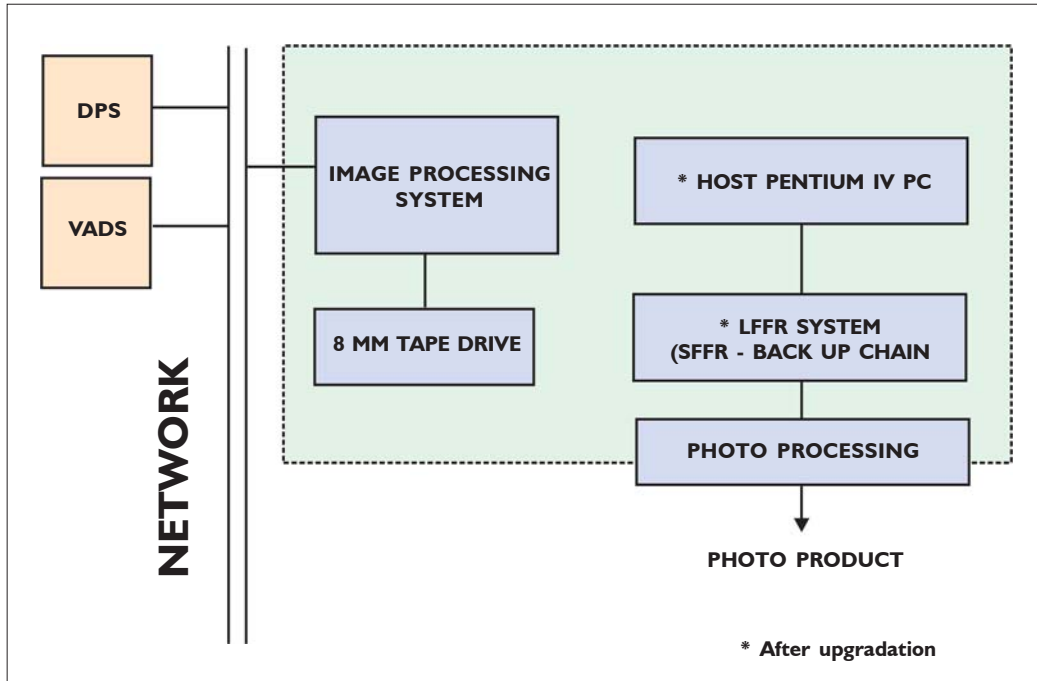 DPS
VADS
NETWORK
IMAGE PROCESSING
SYSTEM
8 MM TAPE DRIVE
* HOST PENTIUM IV PC
* LFFR SYSTEM
(SFFR - BACK UP CHAIN
PHOTO PROCESSING
PHOTO PRODUCT
* After upgradation